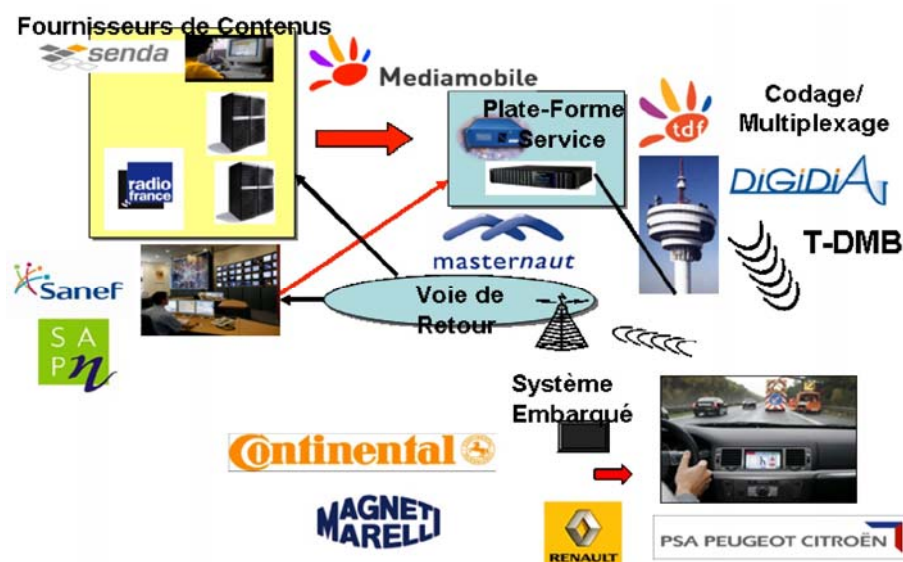 Fournisseurs de Contenus
senda
Mediamobile
Plate-Forme
Service
tdf
Codage/
Multiplexage
radio
france
DiGiDiA
T-DMB
masternaut
Sanef
Voie de
Retour
S A
P n
Système
Embarqué
Continental
MAGNETI
MARELLI
RENAULT
PSA PEUGEOT CITROËN